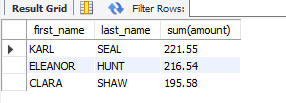 Result Grid Filter Rows:
first_name last_name sum(amount)
KARL SEAL 221.55
ELEANOR HUNT 216.54
CLARA SHAW 195.58